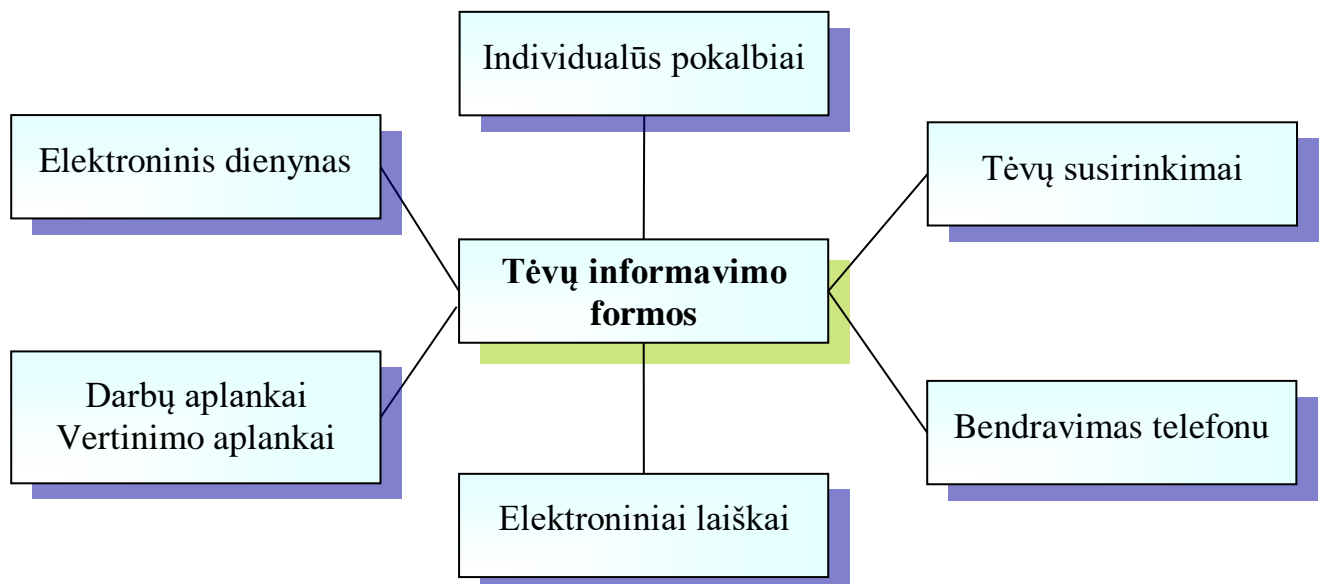 Individualūs pokalbiai
Elektroninis dienynas
Tėvų susirinkimai
Tėvų informavimo
formos
Darbų aplankai
Vertinimo aplankai
Bendravimas telefonu
Elektroniniai laiškai